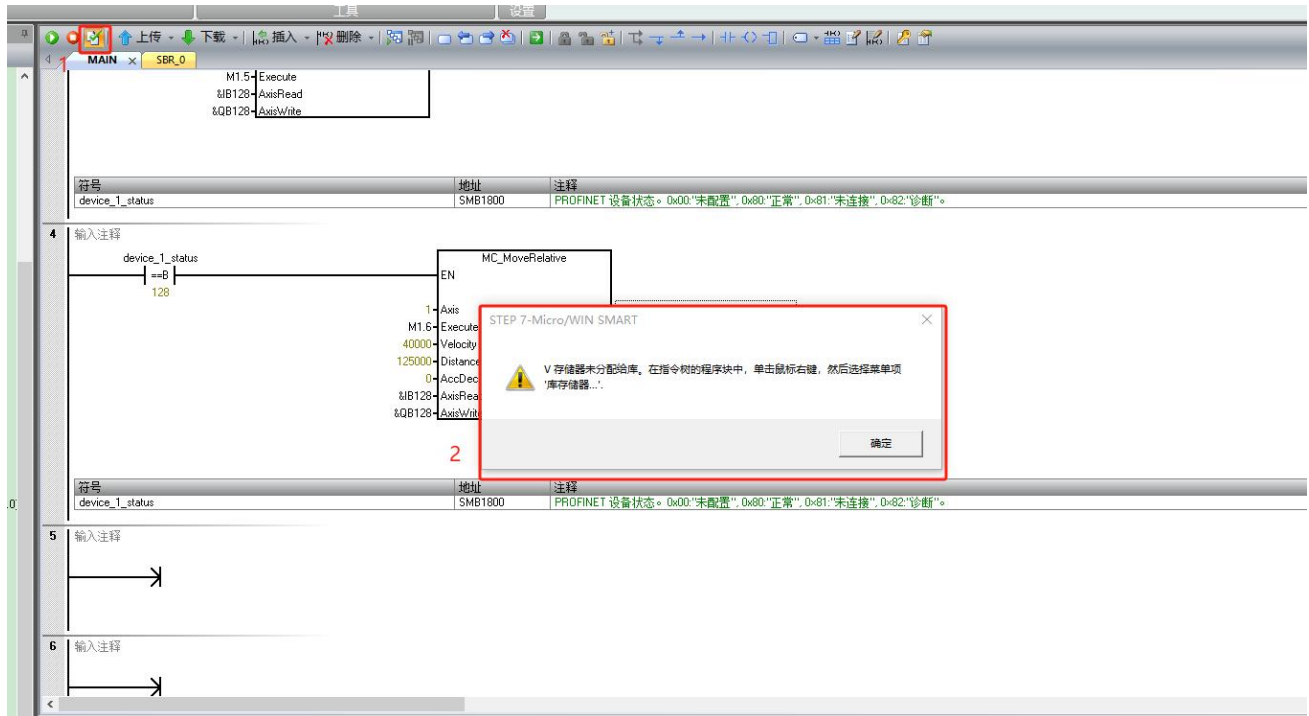 工具 设置
上传 下载 插入 删除
1 MAIN SBR_0
M1.5 Execute
&IB128 AxisRead
&QB128 AxisWrite
符号 地址 注释
device_1_status SMB1800 PROFINET 设备状态。0x00:"未配置", 0x80:"正常", 0x81:"未连接", 0x82:"诊断"。
4 输入注释
device_1_status MC_MoveRelative
==B EN
128
1 Axis
M1.6 Execute
40000 Velocity
125000 Distance
0 AccDec
&IB128 AxisRea
&QB128 AxisWrit
STEP 7-Micro/WIN SMART
V 存储器未分配给库。在指令树的程序块中，单击鼠标右键，然后选择菜单项
'库存储器...'.
确定
2
符号 地址 注释
.0 device_1_status SMB1800 PROFINET 设备状态。0x00:"未配置", 0x80:"正常", 0x81:"未连接", 0x82:"诊断"。
5 输入注释
6 输入注释